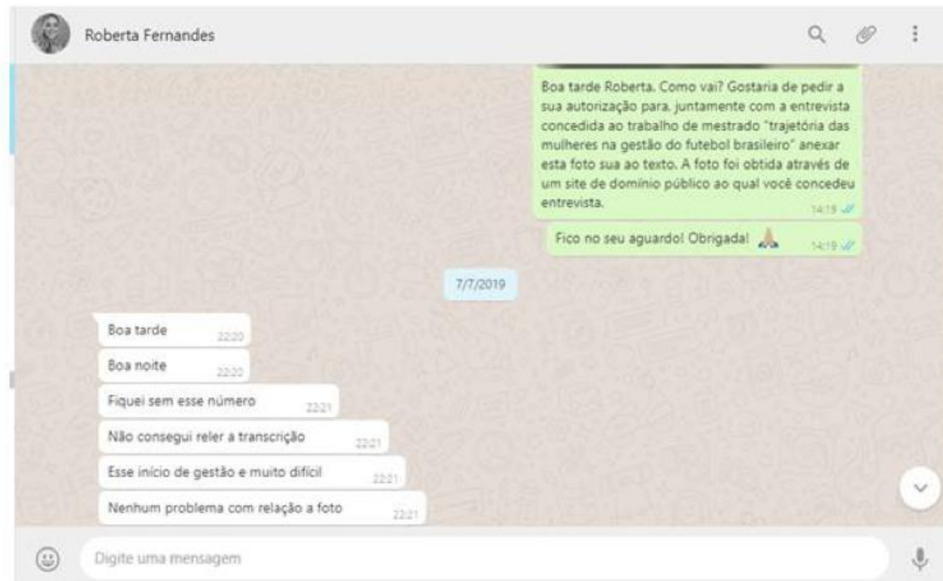 Roberta Fernandes
Boa tarde Roberta. Como vai? Gostaria de pedir a
sua autorização para, juntamente com a entrevista
concedida ao trabalho de mestrado "trajetória das
mulheres na gestão do futebol brasileiro" anexar
esta foto sua ao texto. A foto foi obtida através de
um site de domínio público ao qual você concedeu
entrevista.
14:19
Fico no seu aguardo! Obrigada!
14:19
7/7/2019
Boa tarde
22:20
Boa noite
22:20
Fiquei sem esse número
22:21
Não consegui reler a transcrição
22:21
Esse início de gestão e muito difícil
22:21
Nenhum problema com relação a foto
22:21
Digite uma mensagem